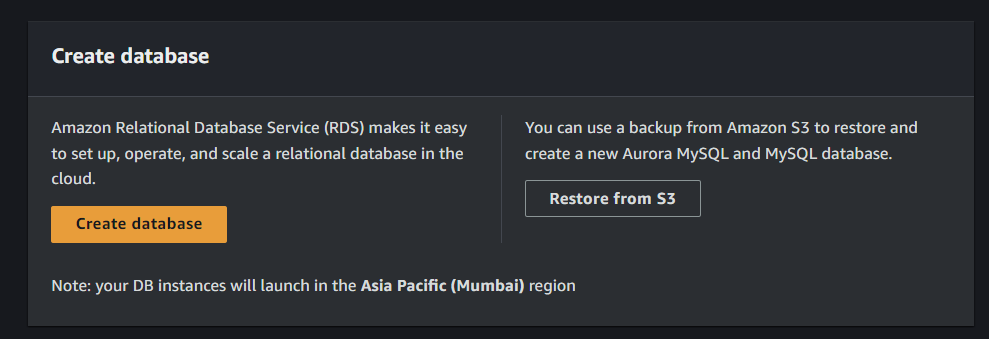 Create database
Amazon Relational Database Service (RDS) makes it easy
to set up, operate, and scale a relational database in the
cloud.
Create database
You can use a backup from Amazon S3 to restore and
create a new Aurora MySQL and MySQL database.
Restore from S3
Note: your DB instances will launch in the Asia Pacific (Mumbai) region